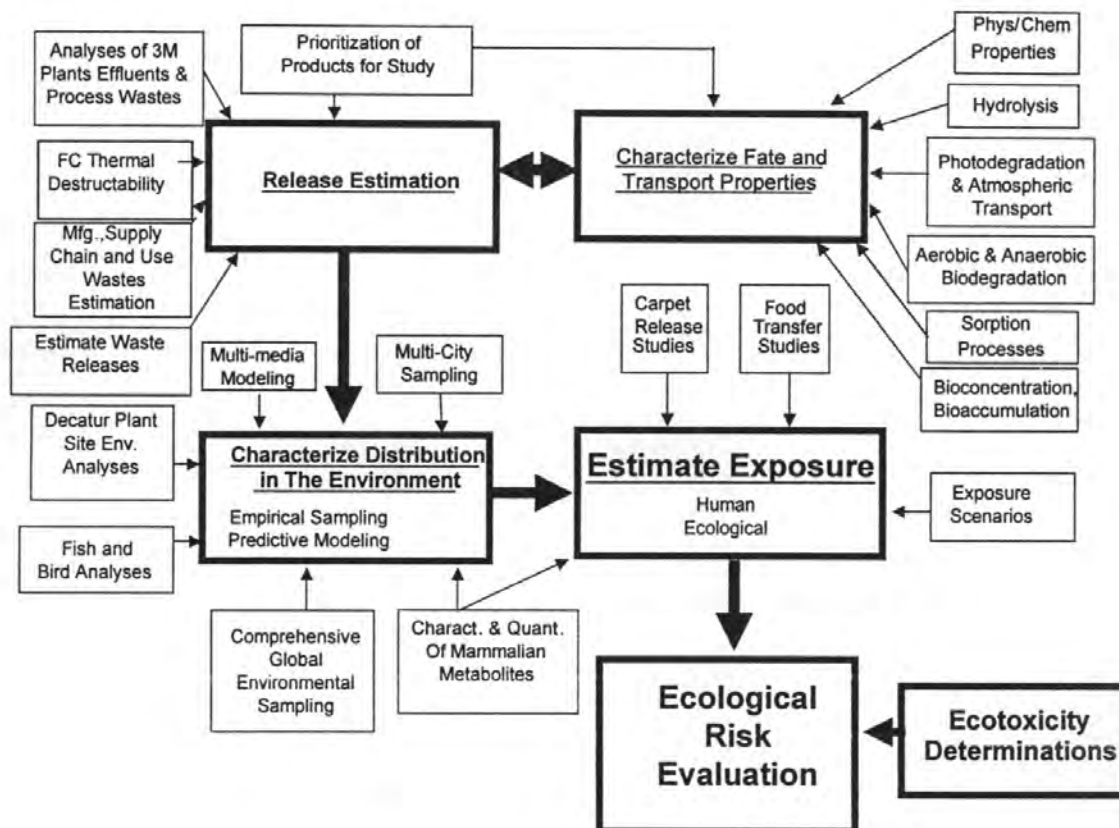 Analyses of 3M
Plants Effluents &
Process Wastes
Prioritization of
Products for Study
Phys/Chem
Properties
Hydrolysis
FC Thermal
Destructability
Release Estimation
Characterize Fate and
Transport Properties
Photodegradation
& Atmospheric
Transport
Mfg.,Supply
Chain and Use
Wastes
Estimation
Aerobic & Anaerobic
Biodegradation
Estimate Waste
Releases
Multi-media
Modeling
Multi-City
Sampling
Carpet
Release
Studies
Food
Transfer
Studies
Sorption
Processes
Bioconcentration,
Bioaccumulation
Decatur Plant
Site Env.
Analyses
Characterize Distribution
in The Environment
Empirical Sampling
Predictive Modeling
Estimate Exposure
Human
Ecological
Exposure
Scenarios
Fish and
Bird Analyses
Comprehensive
Global
Environmental
Sampling
Charact. & Quant.
Of Mammalian
Metabolites
Ecological
Risk
Evaluation
Ecotoxicity
Determinations